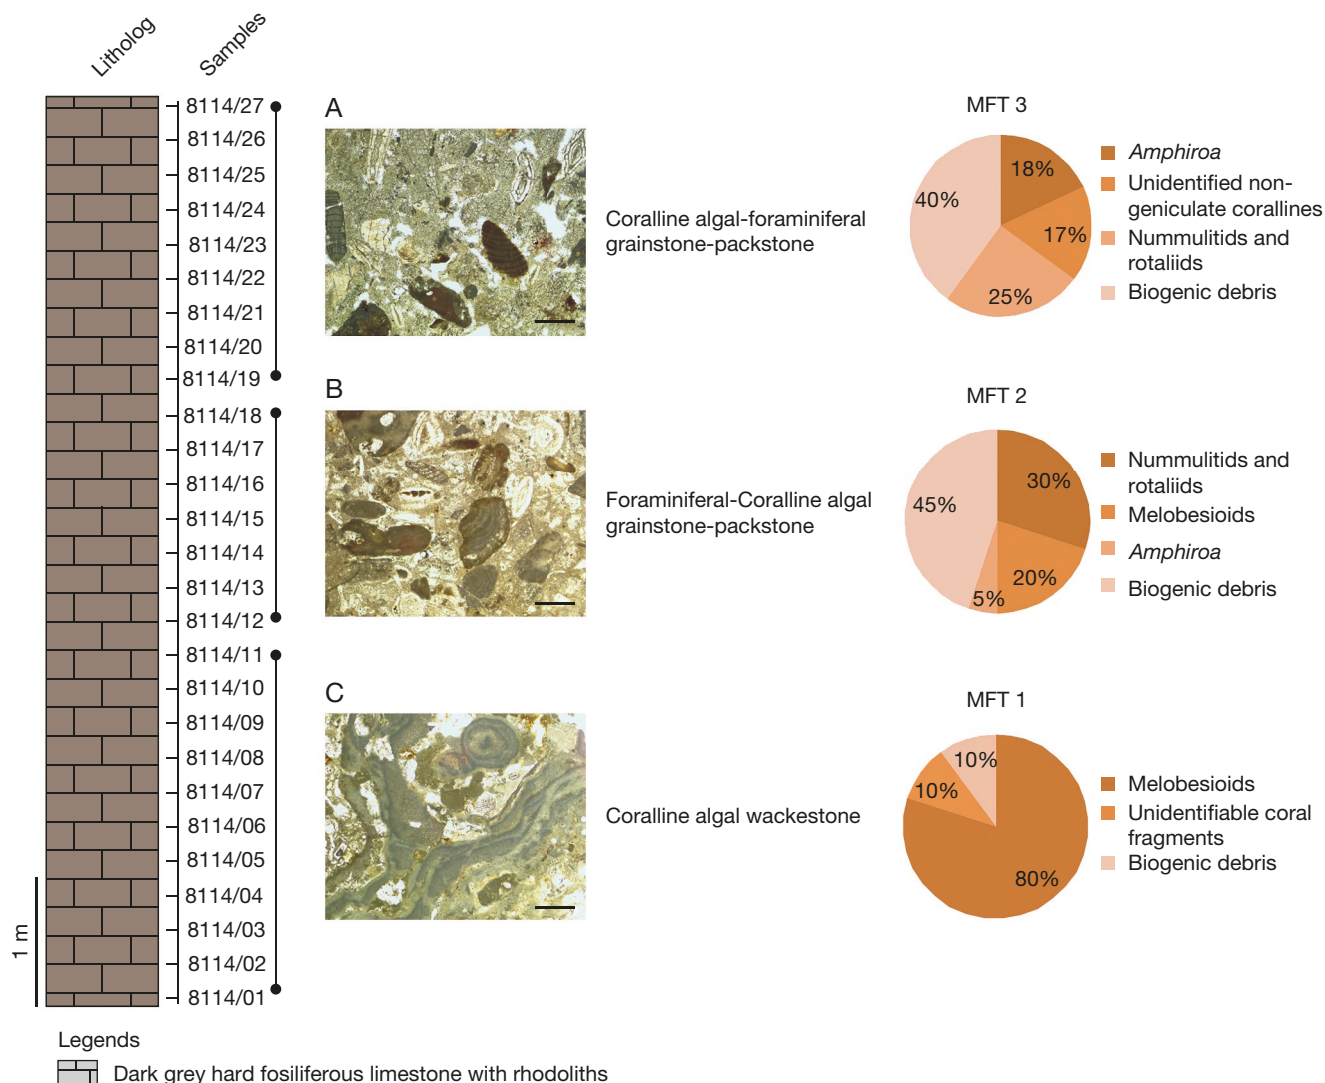 Litholog
Samples
8114/27
8114/26
8114/25
8114/24
8114/23
8114/22
8114/21
8114/20
8114/19
8114/18
8114/17
8114/16
8114/15
8114/14
8114/13
8114/12
8114/11
8114/10
8114/09
8114/08
8114/07
8114/06
8114/05
8114/04
8114/03
8114/02
8114/01
1 m
A
Coralline algal-foraminiferal
grainstone-packstone
MFT 3
18%
17%
25%
40%
Amphiroa
Unidentified non-
geniculate corallines
Nummulitids and
rotaliids
Biogenic debris
B
Foraminiferal-Coralline algal
grainstone-packstone
MFT 2
30%
20%
5%
45%
Nummulitids and
rotaliids
Melobesioids
Amphiroa
Biogenic debris
C
Coralline algal wackestone
MFT 1
10%
10%
80%
Melobesioids
Unidentifiable coral
fragments
Biogenic debris
Legends
Dark grey hard fosiliferous limestone with rhodoliths